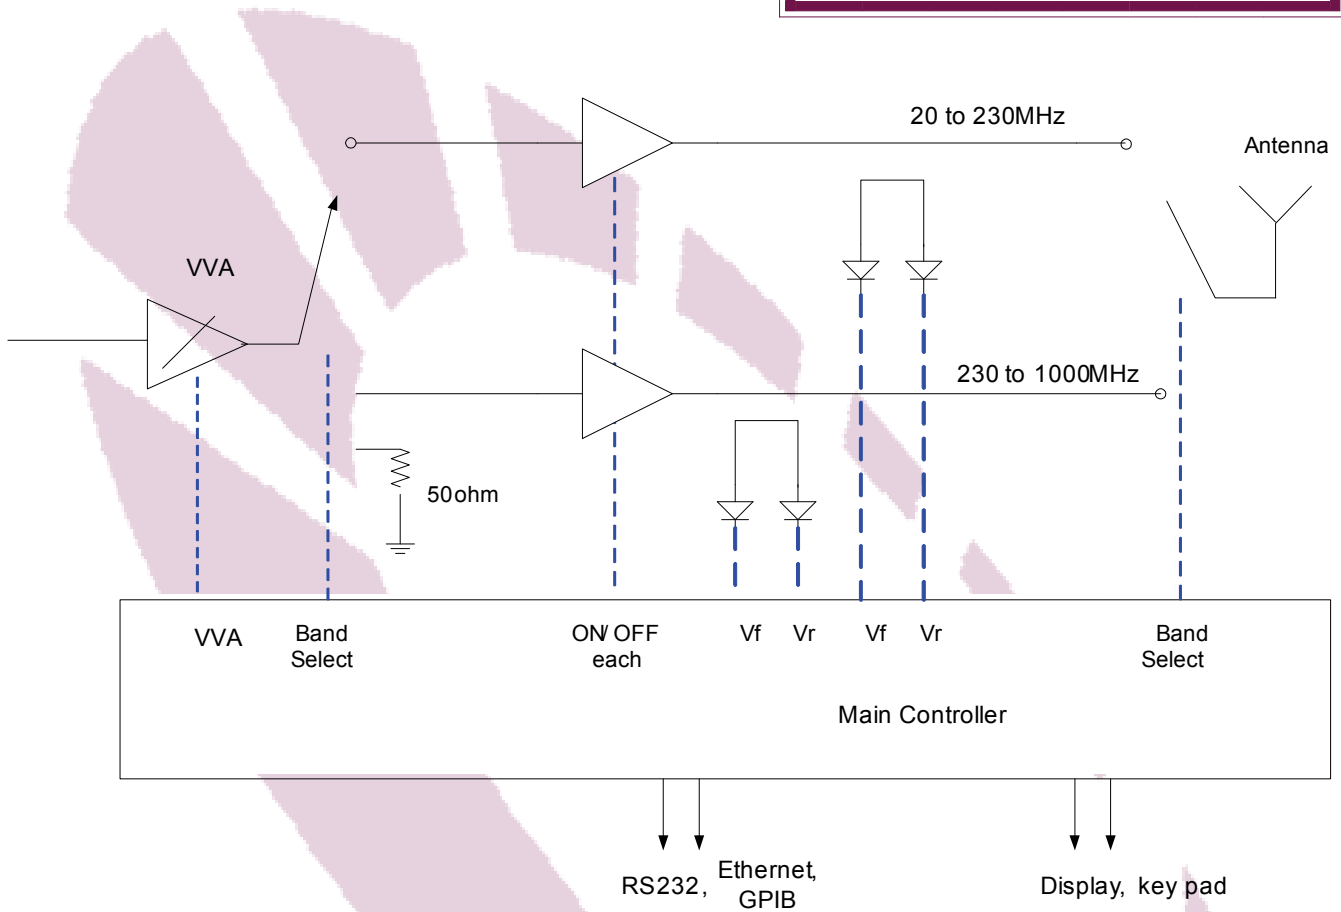 20 to 230MHz
Antenna
VVA
230 to 1000MHz
50ohm
VVA
Band
Select
ON/OFF
each
Vf
Vr
Vf
Vr
Band
Select
Main Controller
RS232,
Ethernet,
GPIB
Display, key pad